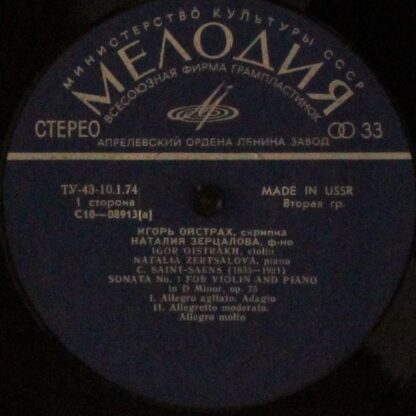 МИНИСТЕРСТВО КУЛЬТУРЫ СССР
МЕЛОДИЯ
ВСЕСОЮЗНАЯ ФИРМА ГРАМПЛАСТИНОК
СТЕРЕО 33
АПРЕЛЕВСКИЙ ОРДЕНА ЛЕНИНА ЗАВОД
ТУ-43-10.1.74 MADE IN USSR
1 сторона Вторая гр.
С10—08913(а)
ИГОРЬ ОЙСТРАХ, скрипка
НАТАЛИЯ ЗЕРЦАЛОВА, ф-но
IGOR OISTRAKH, violin
NATALIA ZERTSALOVA, piano
C. SAINT-SAENS (1835—1921)
SONATA No. 1 FOR VIOLIN AND PIANO
in D Minor, op. 75
I. Allegro agitato. Adagio
II. Allegretto moderato.
Allegro molto